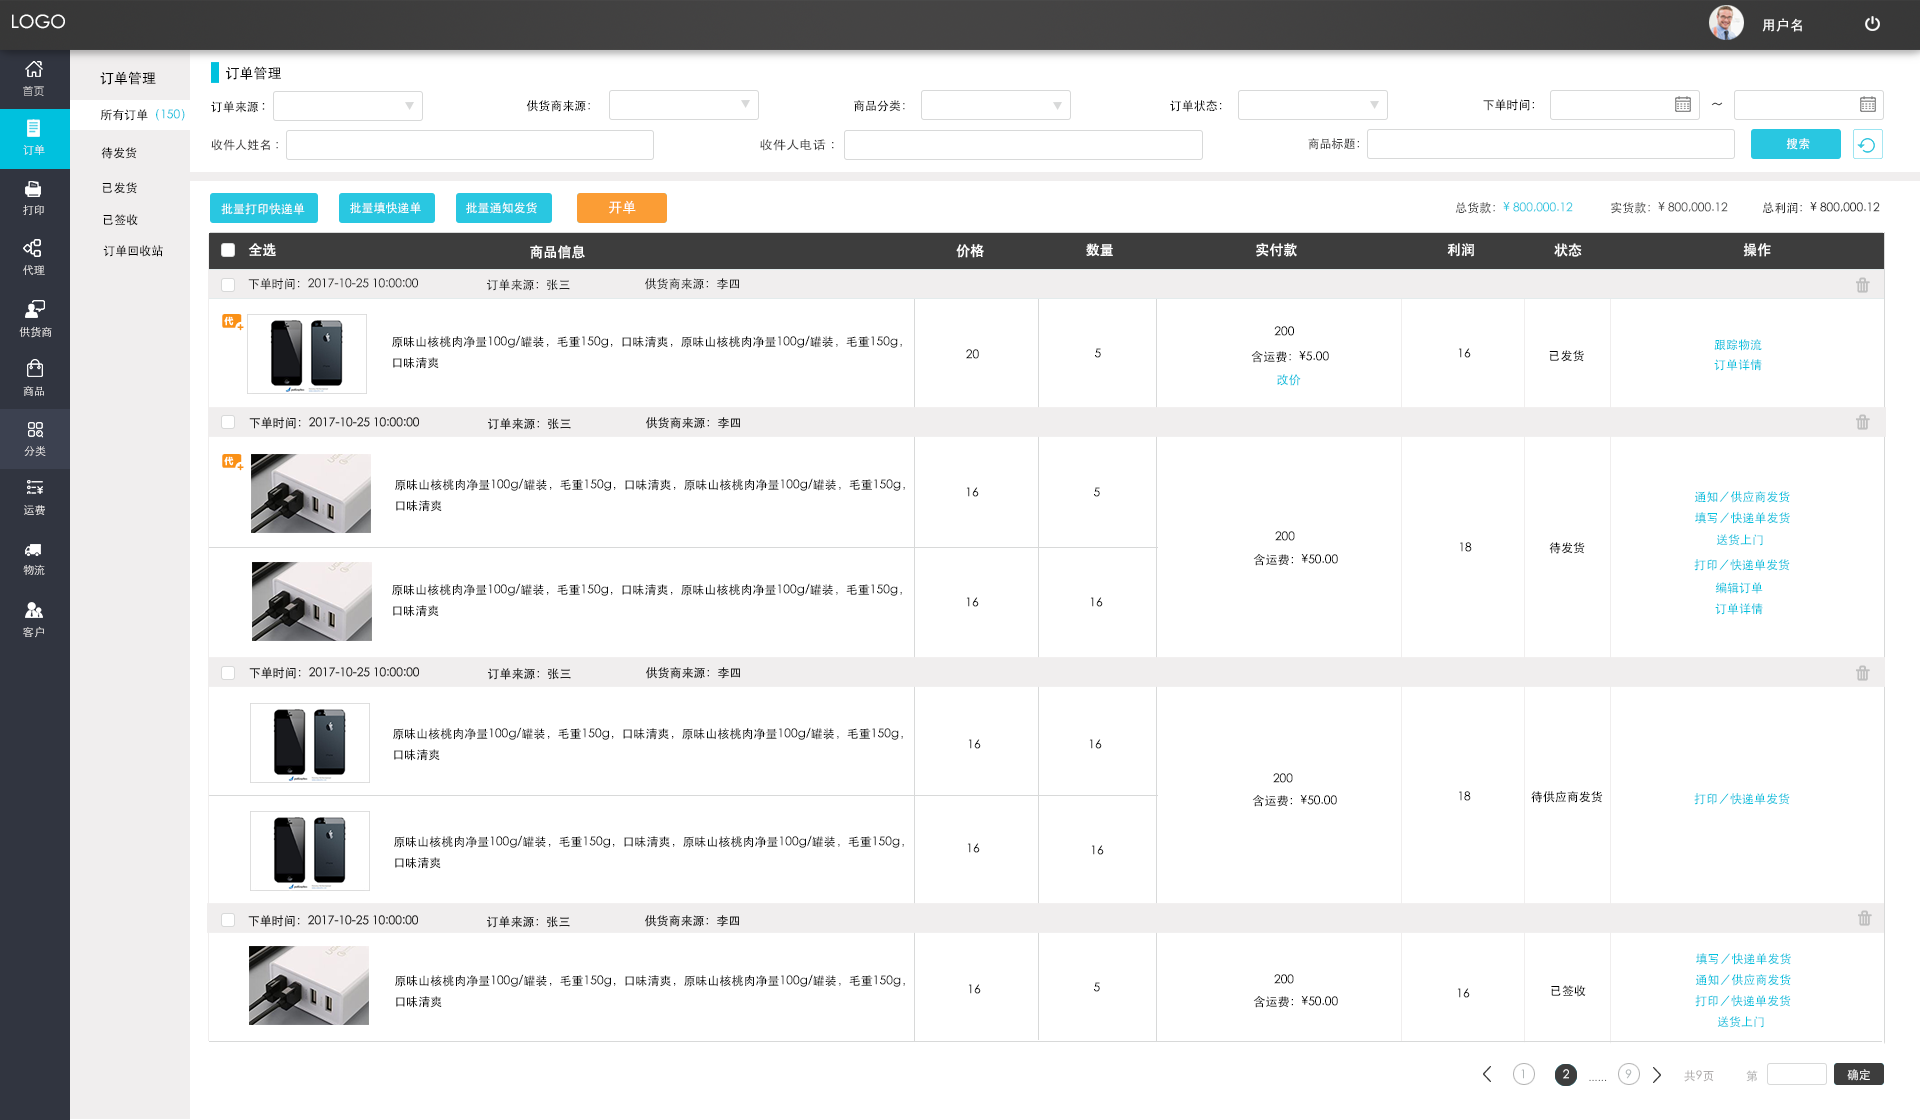 LOGO
用户名
首页
订单
打印
代理
供货商
商品
分类
运费
物流
客户
订单管理
所有订单（150）
待发货
已发货
已签收
订单回收站
订单管理
订单来源：
供货商来源：
商品分类：
订单状态：
下单时间：
~
收件人姓名：
收件人电话：
商品标题：
搜索
批量打印快递单
批量填快递单
批量通知发货
开单
总货款：¥ 800,000.12
实货款：¥ 800,000.12
总利润：¥ 800,000.12
全选
商品信息
价格
数量
实付款
利润
状态
操作
下单时间：2017-10-25 10:00:00
订单来源：张三
供货商来源：李四
代
原味山核桃肉净量100g/罐装，毛重150g，口味清爽，原味山核桃肉净量100g/罐装，毛重150g，
口味清爽
20
5
200
含运费：¥5.00
改价
16
已发货
跟踪物流
订单详情
下单时间：2017-10-25 10:00:00
订单来源：张三
供货商来源：李四
代
原味山核桃肉净量100g/罐装，毛重150g，口味清爽，原味山核桃肉净量100g/罐装，毛重150g，
口味清爽
16
5
原味山核桃肉净量100g/罐装，毛重150g，口味清爽，原味山核桃肉净量100g/罐装，毛重150g，
口味清爽
16
16
200
含运费：¥50.00
18
待发货
通知／供应商发货
填写／快递单发货
送货上门
打印／快递单发货
编辑订单
订单详情
下单时间：2017-10-25 10:00:00
订单来源：张三
供货商来源：李四
原味山核桃肉净量100g/罐装，毛重150g，口味清爽，原味山核桃肉净量100g/罐装，毛重150g，
口味清爽
16
16
原味山核桃肉净量100g/罐装，毛重150g，口味清爽，原味山核桃肉净量100g/罐装，毛重150g，
口味清爽
16
16
200
含运费：¥50.00
18
待供应商发货
打印／快递单发货
下单时间：2017-10-25 10:00:00
订单来源：张三
供货商来源：李四
原味山核桃肉净量100g/罐装，毛重150g，口味清爽，原味山核桃肉净量100g/罐装，毛重150g，
口味清爽
16
5
200
含运费：¥50.00
16
已签收
填写／快递单发货
通知／供应商发货
打印／快递单发货
送货上门
1
2
......
9
共9页
第
确定